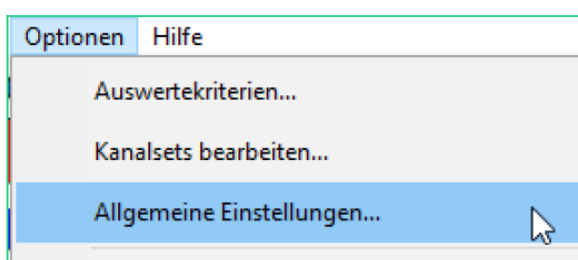 Optionen Hilfe
Auswertekriterien...
Kanalsets bearbeiten...
Allgemeine Einstellungen...